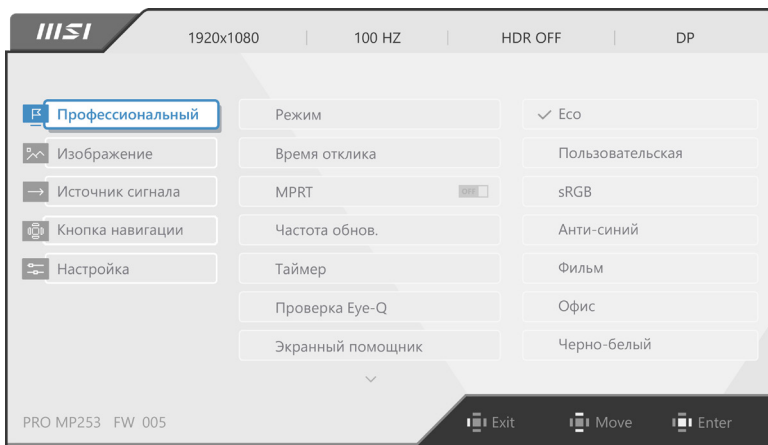 msi 1920x1080 100 HZ HDR OFF DP
Профессиональный Режим Eco
Изображение Время отклика Пользовательская
Источник сигнала MPRT OFF sRGB
Кнопка навигации Частота обнов. Анти-синий
Настройка Таймер Фильм
Проверка Eye-Q Офис
Экранный помощник Черно-белый
PRO MP253 FW 005 Exit Move Enter